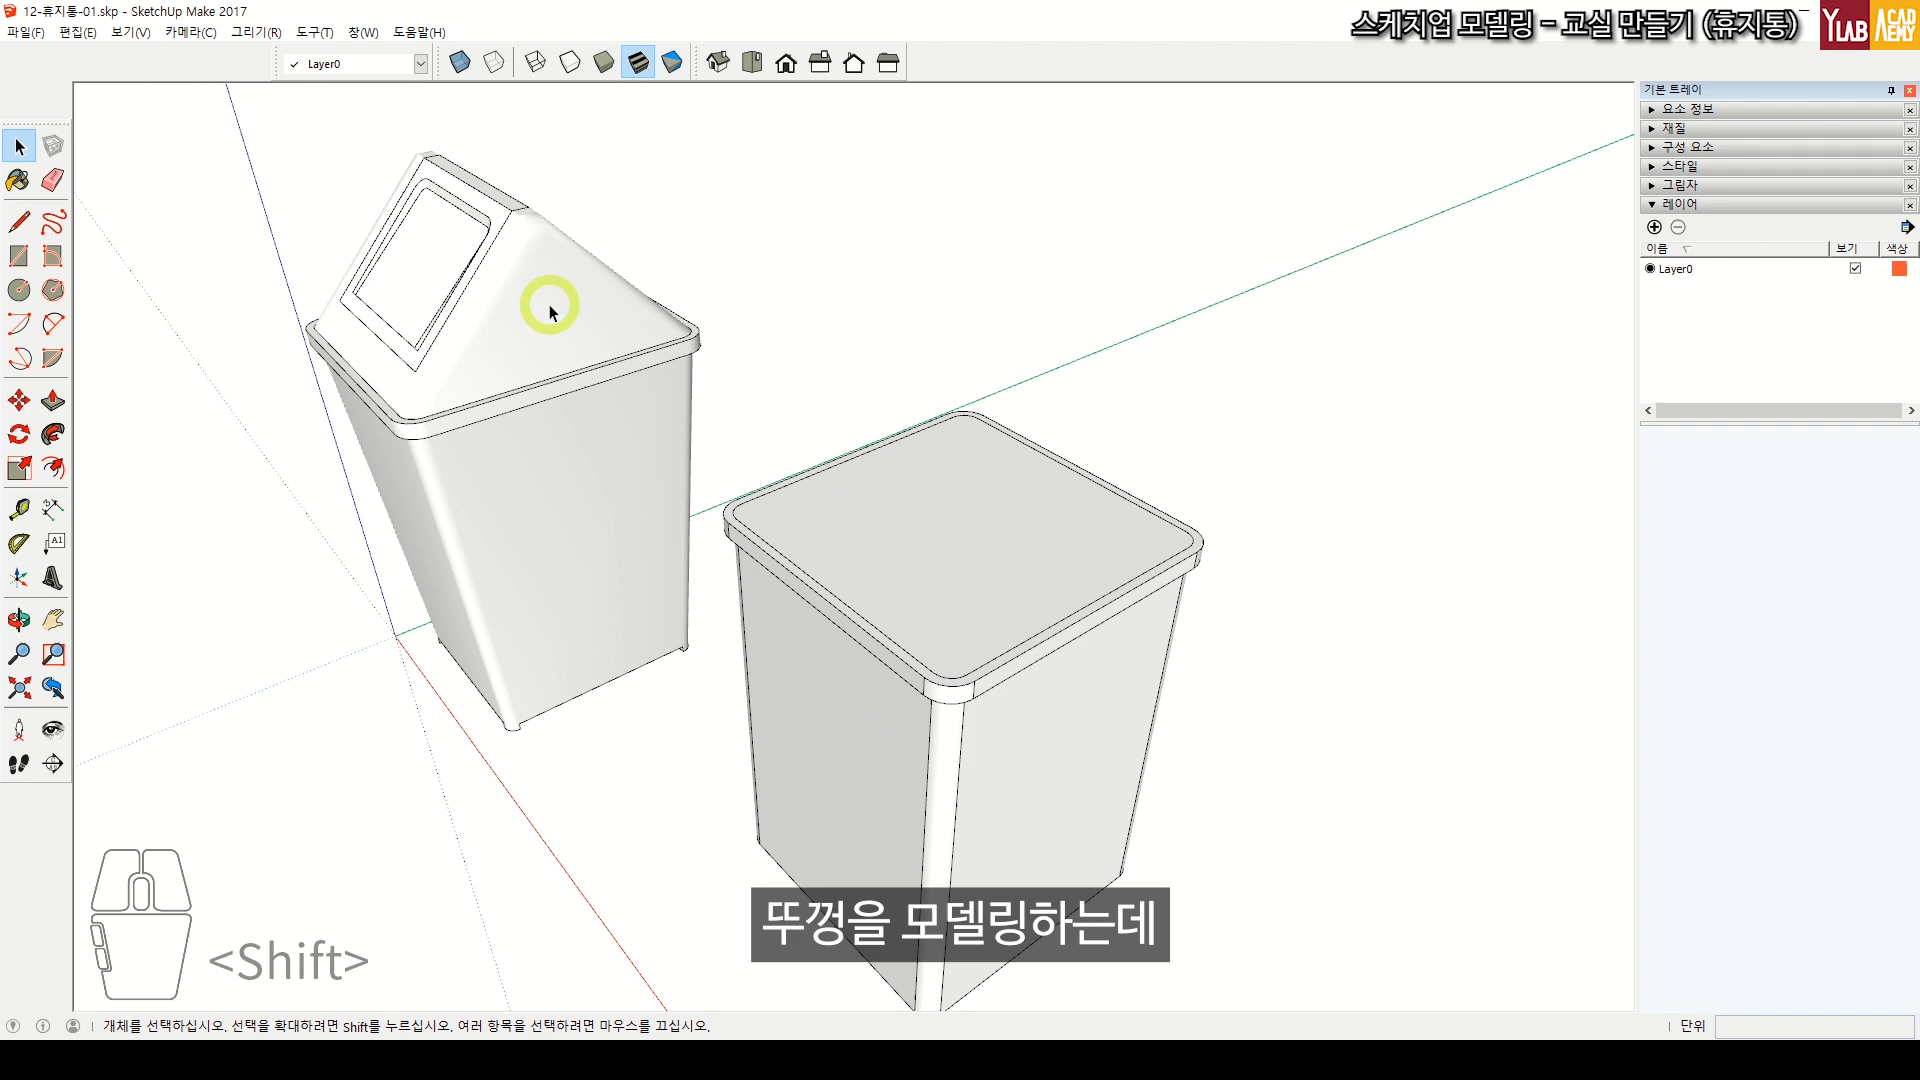 12-휴지통-01.skp - SketchUp Make 2017
스케치업 모델링 - 교실 만들기 (휴지통)
YLAB ACADEMY
파일(F) 편집(E) 보기(V) 카메라(C) 그리기(R) 도구(T) 창(W) 도움말(H)
Layer0
기본 트레이
요소 정보
재질
구성 요소
스타일
그림자
레이어
이름 보기 색상
Layer0
A1
뚜껑을 모델링하는데
<Shift>
개체를 선택하십시오. 선택을 확대하려면 Shift를 누르십시오. 여러 항목을 선택하려면 마우스를 끄십시오.
단위